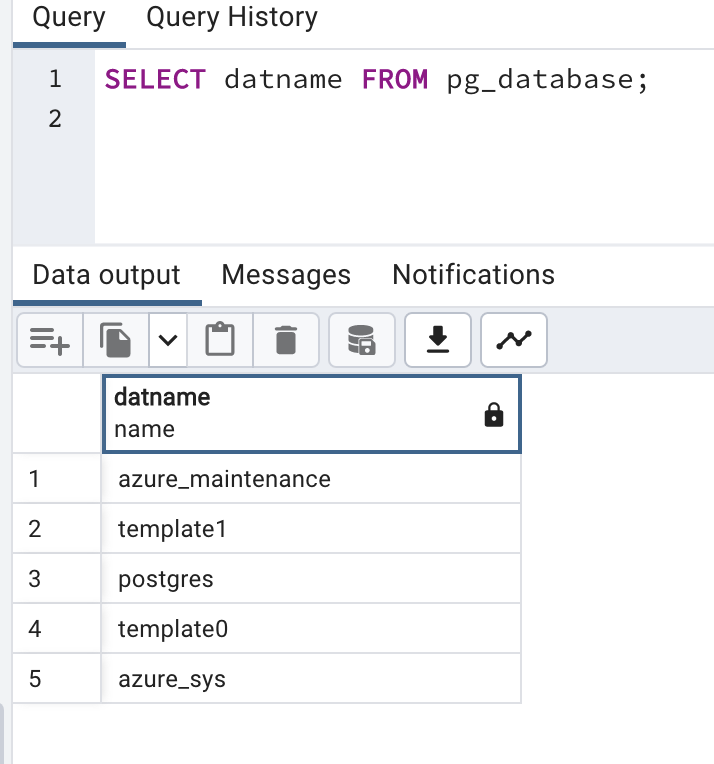 Query Query History
1 SELECT datname FROM pg_database;
2
Data output Messages Notifications
datname
name
1 azure_maintenance
2 template1
3 postgres
4 template0
5 azure_sys